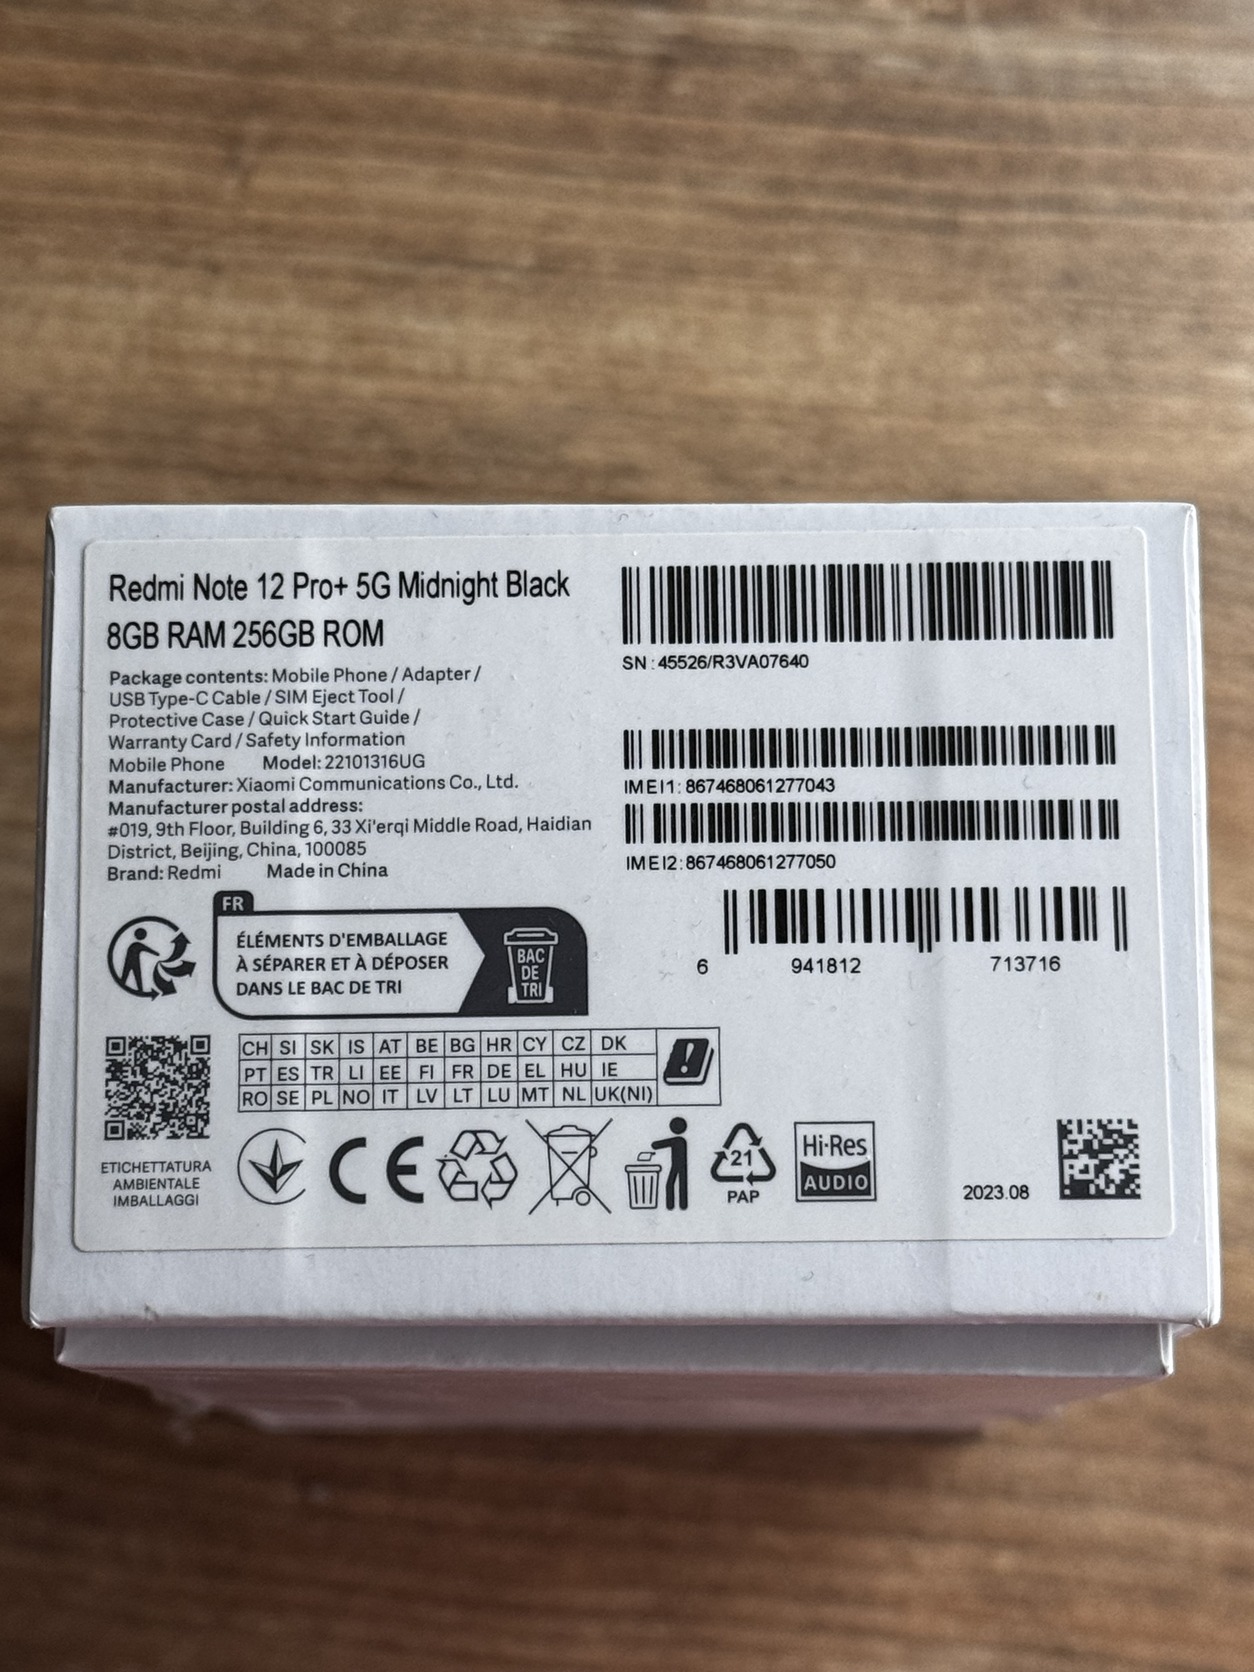 Redmi Note 12 Pro+ 5G Midnight Black
8GB RAM 256GB ROM
Package contents: Mobile Phone / Adapter /
USB Type-C Cable / SIM Eject Tool /
Protective Case / Quick Start Guide /
Warranty Card / Safety Information
Mobile Phone Model: 22101316UG
Manufacturer: Xiaomi Communications Co., Ltd.
Manufacturer postal address:
#019, 9th Floor, Building 6, 33 Xi'erqi Middle Road, Haidian
District, Beijing, China, 100085
Brand: Redmi Made in China
SN : 45526/R3VA07640
IMEI1: 867468061277043
IMEI2: 867468061277050
6 941812 713716
FR
ÉLÉMENTS D'EMBALLAGE
À SÉPARER ET À DÉPOSER
DANS LE BAC DE TRI
BAC
DE
TRI
CH SI SK IS AT BE BG HR CY CZ DK
PT ES TR LI EE FI FR DE EL HU IE
RO SE PL NO IT LV LT LU MT NL UK(NI)
ETICHETTATURA
AMBIENTALE
IMBALLAGGI
CE
21
PAP
Hi-Res
AUDIO
2023.08